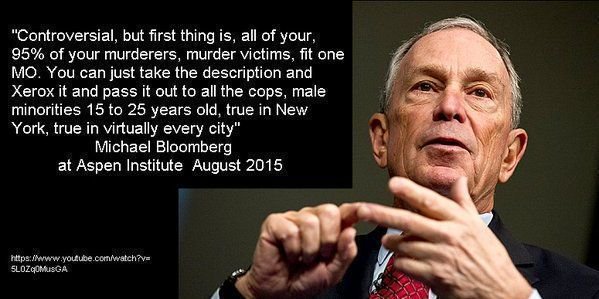 "Controversial, but first thing is, all of your,
95% of your murderers, murder victims, fit one
MO. You can just take the description and
Xerox it and pass it out to all the cops, male
minorities 15 to 25 years old, true in New
York, true in virtually every city"
Michael Bloomberg
at Aspen Institute August 2015
https://www.youtube.com/watch?v=
5L0Zq0MusGA